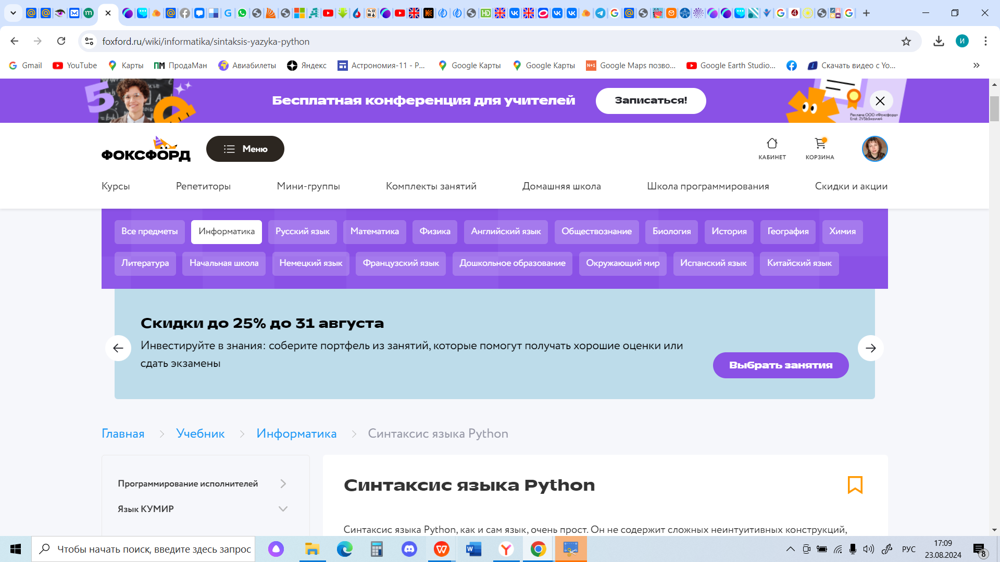 foxford.ru/wiki/informatika/sintaksis-yazyka-python
Gmail
YouTube
Карты
ПродаМан
Авиабилеты
Яндекс
Астрономия-11 - Р...
Google Карты
Google Карты
Google Maps позво...
Google Earth Studio...
Скачать видео с Yo...
Бесплатная конференция для учителей
Записаться!
Реклама ООО «Фоксфорд»
ФОКСФОРД
Меню
КАБИНЕТ
КОРЗИНА
Курсы
Репетиторы
Мини-группы
Комплекты занятий
Домашняя школа
Школа программирования
Скидки и акции
Все предметы
Информатика
Русский язык
Математика
Физика
Английский язык
Обществознание
Биология
История
География
Химия
Литература
Начальная школа
Немецкий язык
Французский язык
Дошкольное образование
Окружающий мир
Испанский язык
Китайский язык
Скидки до 25% до 31 августа
Инвестируйте в знания: соберите портфель из занятий, которые помогут получать хорошие оценки или
сдать экзамены
Выбрать занятия
Главная
Учебник
Информатика
Синтаксис языка Python
Программирование исполнителей
Язык КУМИР
Синтаксис языка Python
Синтаксис языка Python, как и сам язык, очень прост. Он не содержит сложных неинтуитивных конструкций,
Чтобы начать поиск, введите здесь запрос
РУС
17:09
23.08.2024
8